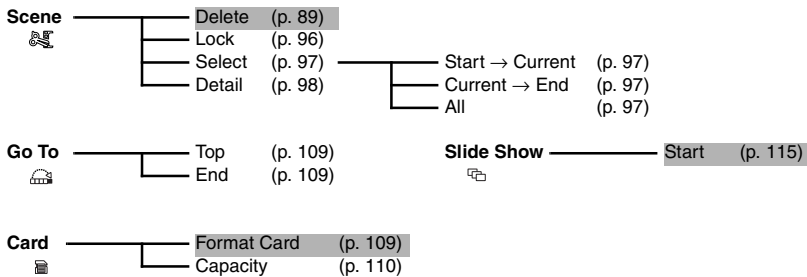 Scene Delete (p. 89)
Lock (p. 96)
Select (p. 97) Start → Current (p. 97)
Detail (p. 98) Current → End (p. 97)
All (p. 97)
Go To Top (p. 109) Slide Show Start (p. 115)
End (p. 109)
Card Format Card (p. 109)
Capacity (p. 110)